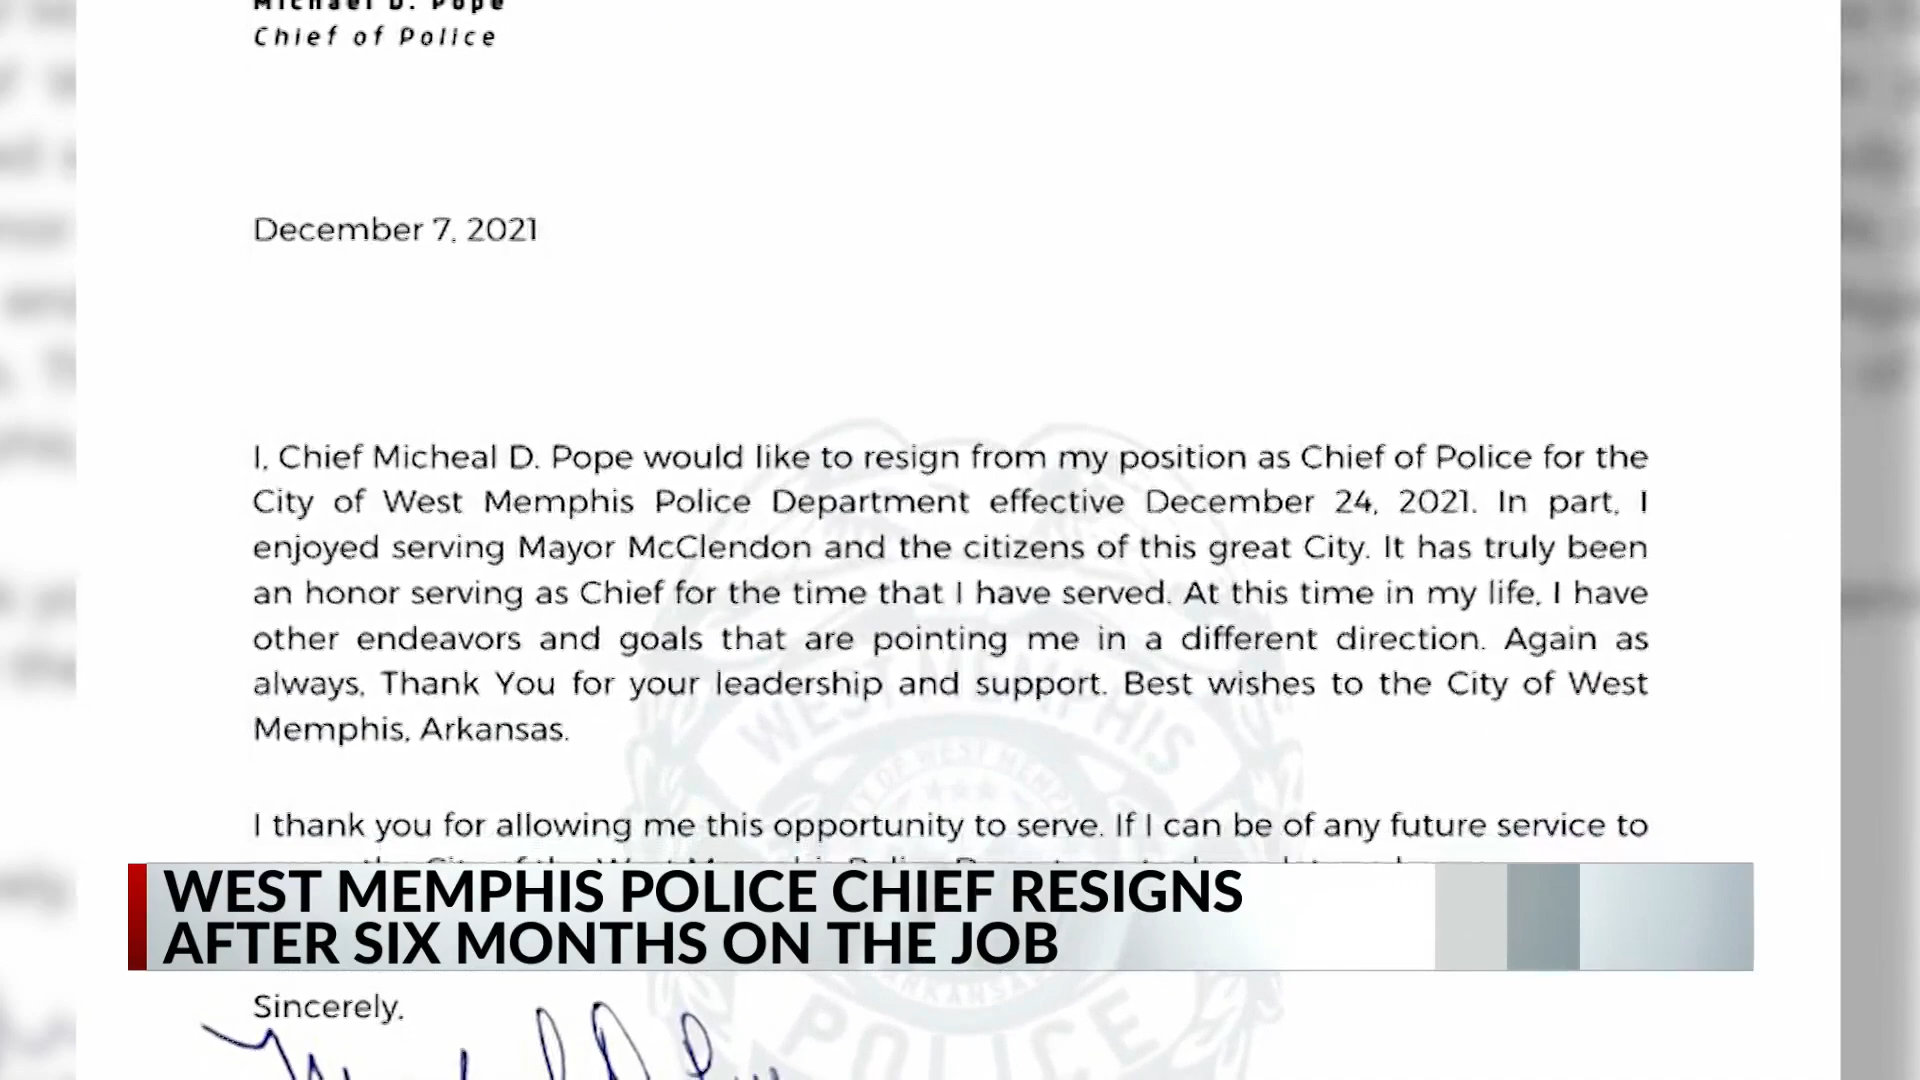 Michael D. Pope
Chief of Police
December 7, 2021
I, Chief Micheal D. Pope would like to resign from my position as Chief of Police for the
City of West Memphis Police Department effective December 24, 2021. In part, I
enjoyed serving Mayor McClendon and the citizens of this great City. It has truly been
an honor serving as Chief for the time that I have served. At this time in my life, I have
other endeavors and goals that are pointing me in a different direction. Again as
always, Thank You for your leadership and support. Best wishes to the City of West
Memphis, Arkansas.
I thank you for allowing me this opportunity to serve. If I can be of any future service to
WEST MEMPHIS POLICE CHIEF RESIGNS
AFTER SIX MONTHS ON THE JOB
Sincerely,
WEST MEMPHIS
ARKANSAS
POLICE